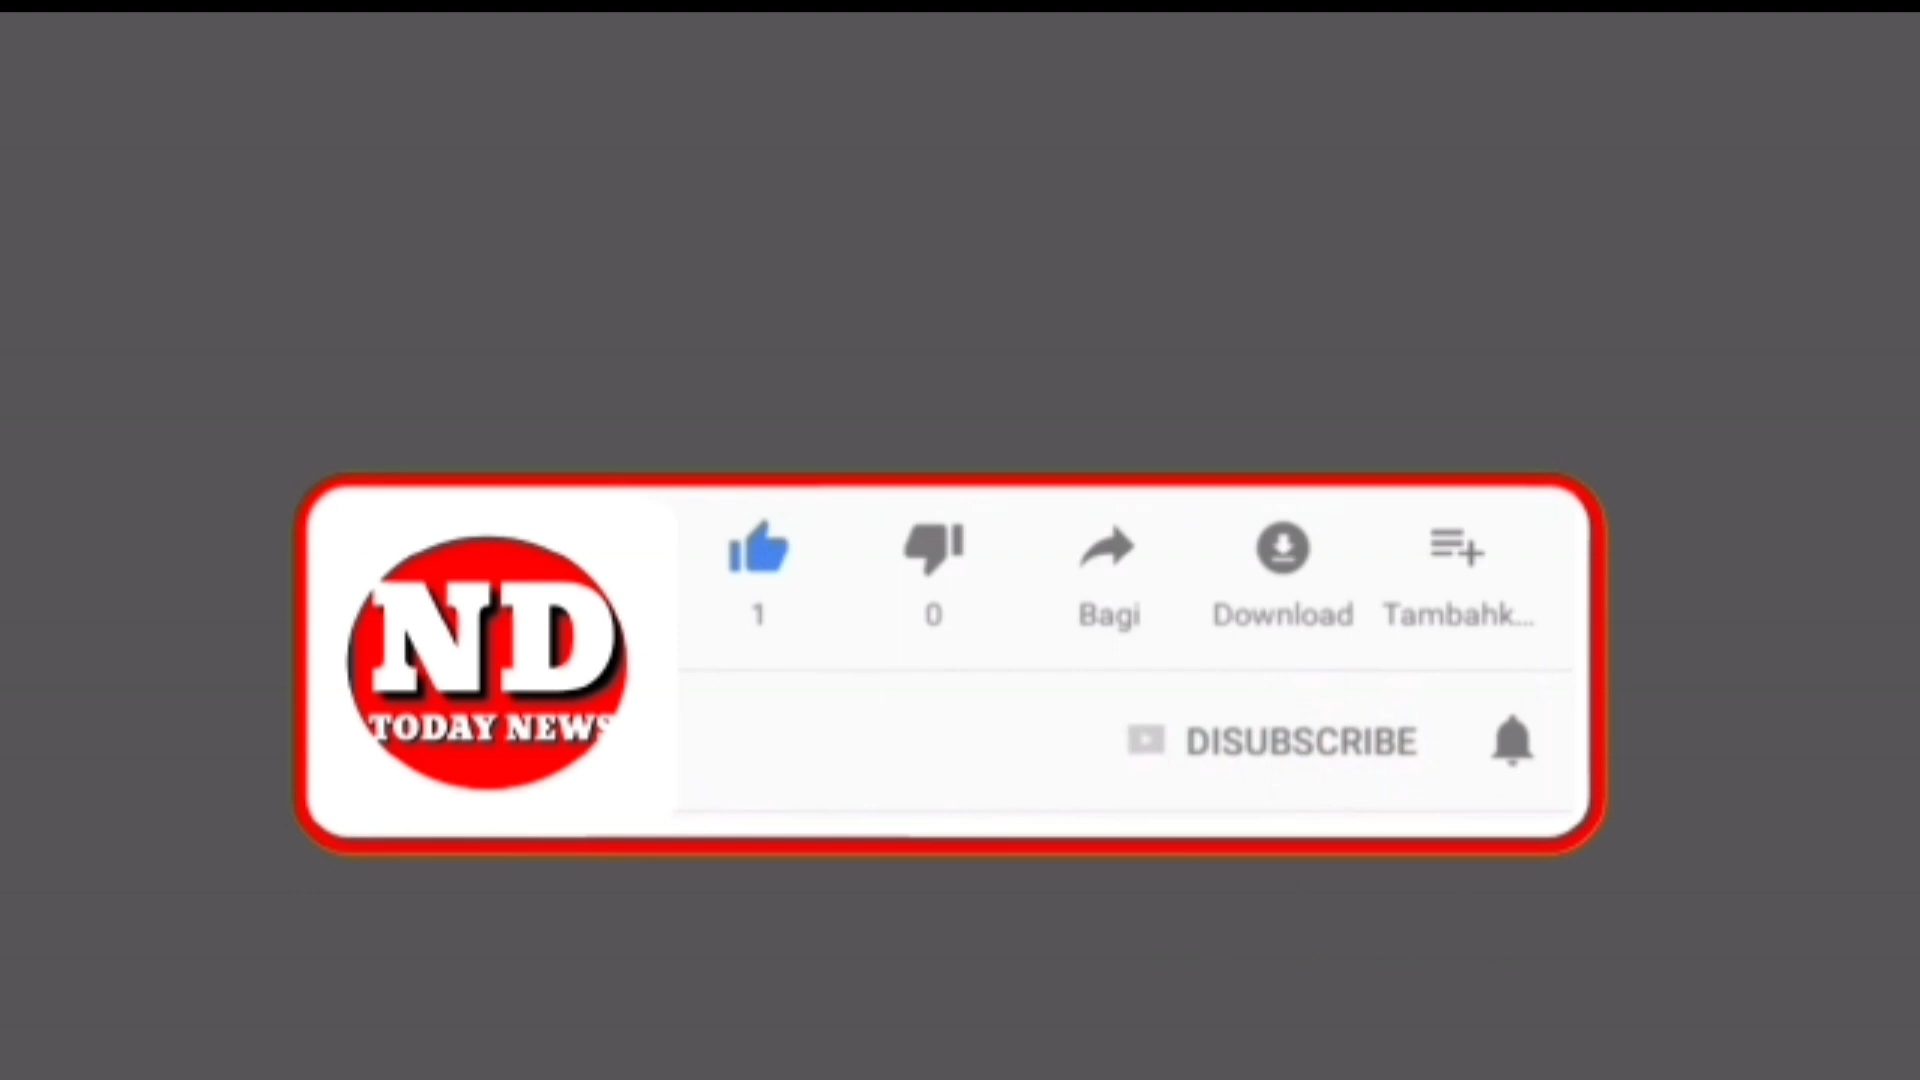 ND
TODAY NEWS
1
0
Bagi
Download
Tambahk...
DISUBSCRIBE